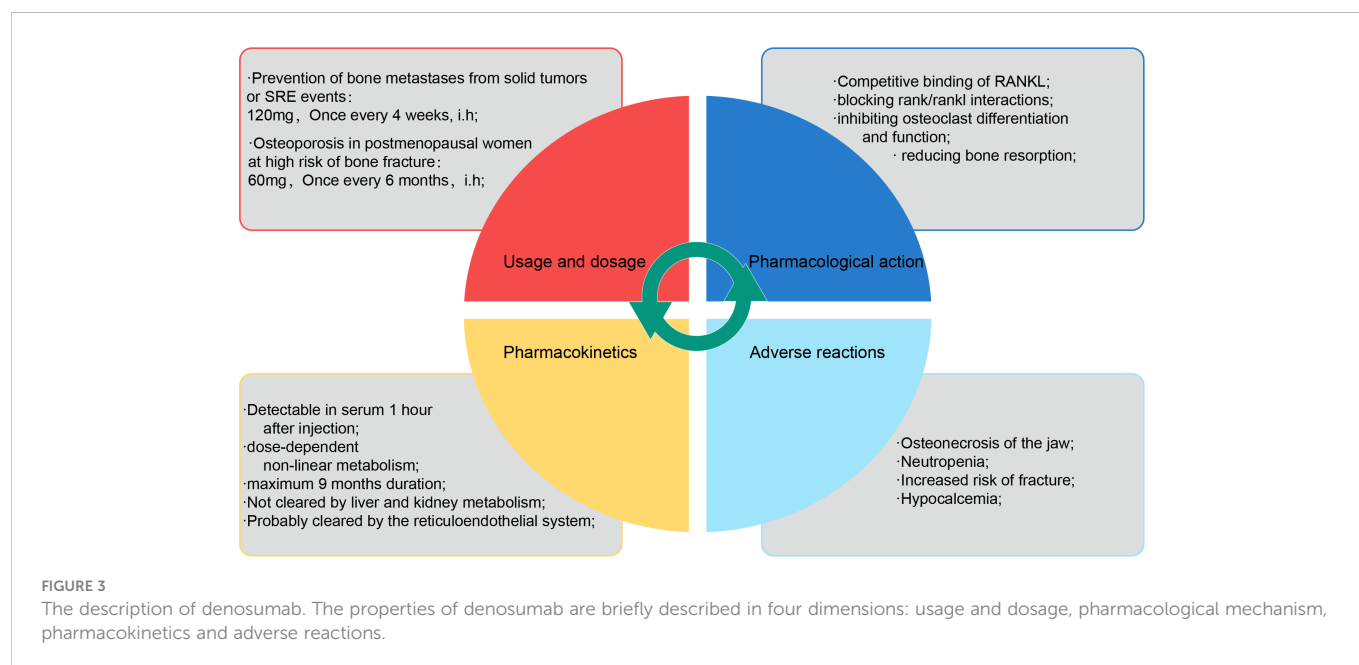 ·Prevention of bone metastases from solid tumors
or SRE events：
120mg，Once every 4 weeks, i.h;
·Osteoporosis in postmenopausal women
at high risk of bone fracture：
60mg，Once every 6 months，i.h;
·Competitive binding of RANKL;
·blocking rank/rankl interactions;
·inhibiting osteoclast differentiation
and function;
· reducing bone resorption;
Usage and dosage
Pharmacological action
Pharmacokinetics
Adverse reactions
·Detectable in serum 1 hour
after injection;
·dose-dependent
non-linear metabolism;
·maximum 9 months duration;
·Not cleared by liver and kidney metabolism;
·Probably cleared by the reticuloendothelial system;
·Osteonecrosis of the jaw;
·Neutropenia;
·Increased risk of fracture;
·Hypocalcemia;
FIGURE 3
The description of denosumab. The properties of denosumab are briefly described in four dimensions: usage and dosage, pharmacological mechanism,
pharmacokinetics and adverse reactions.